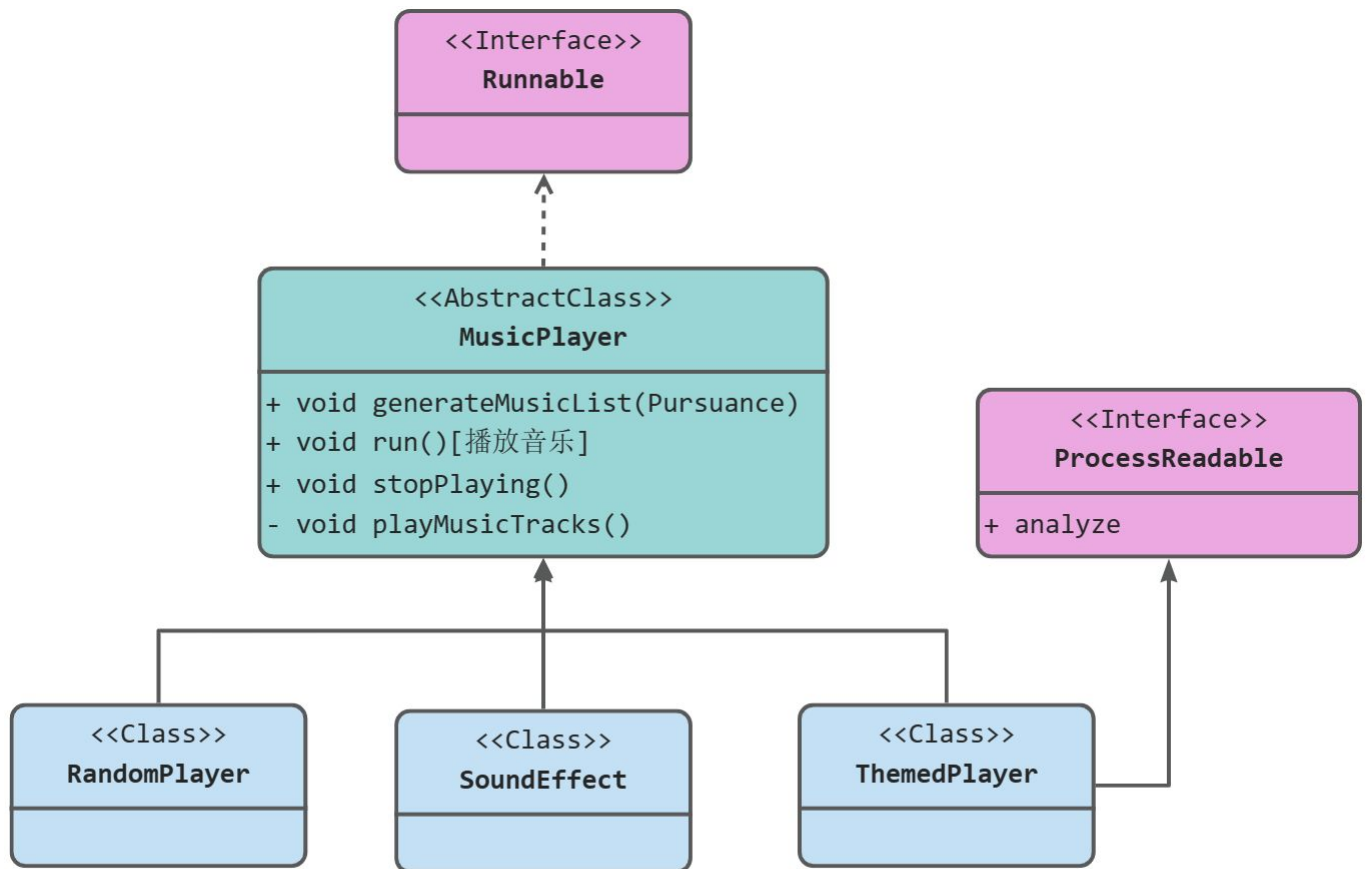 <<Interface>>
Runnable
<<AbstractClass>>
MusicPlayer
+ void generateMusicList(Pursuance)
+ void run()[播放音乐]
+ void stopPlaying()
- void playMusicTracks()
<<Interface>>
ProcessReadable
+ analyze
<<Class>>
RandomPlayer
<<Class>>
SoundEffect
<<Class>>
ThemedPlayer